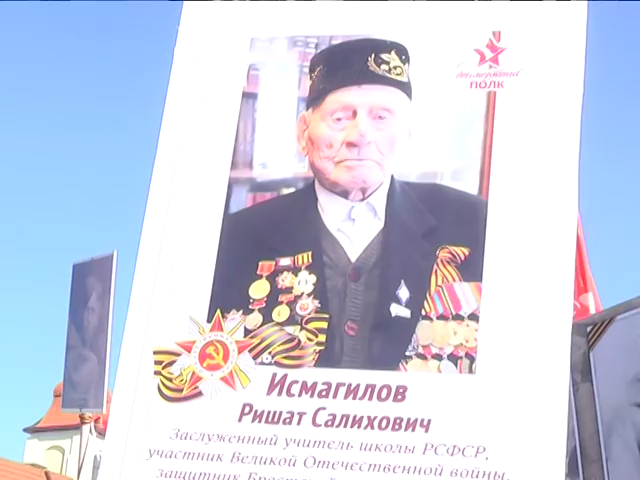 Бессмертный
ПОЛК
Исмагилов
Ришат Салихович
Заслуженный учитель школы РСФСР,
участник Великой Отечественной войны,
защитник